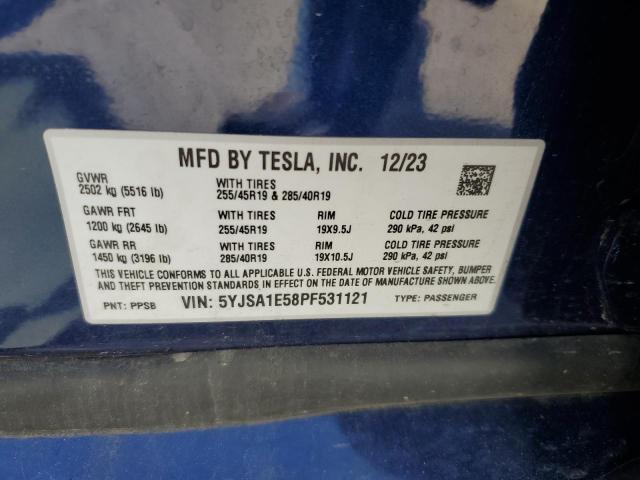 MFD BY TESLA, INC. 12/23
GVWR
2502 kg (5516 lb)
WITH TIRES
255/45R19 & 285/40R19
GAWR FRT
1200 kg (2645 lb)
WITH TIRES
255/45R19
RIM
19X9.5J
COLD TIRE PRESSURE
290 kPa, 42 psi
GAWR RR
1450 kg (3196 lb)
WITH TIRES
285/40R19
RIM
19X10.5J
COLD TIRE PRESSURE
290 kPa, 42 psi
THIS VEHICLE CONFORMS TO ALL APPLICABLE U.S. FEDERAL MOTOR VEHICLE SAFETY, BUMPER
AND THEFT PREVENTION STANDARDS IN EFFECT ON THE DATE OF MANUFACTURE SHOWN ABOVE.
PNT: PPSB VIN: 5YJSA1E58PF531121 TYPE: PASSENGER